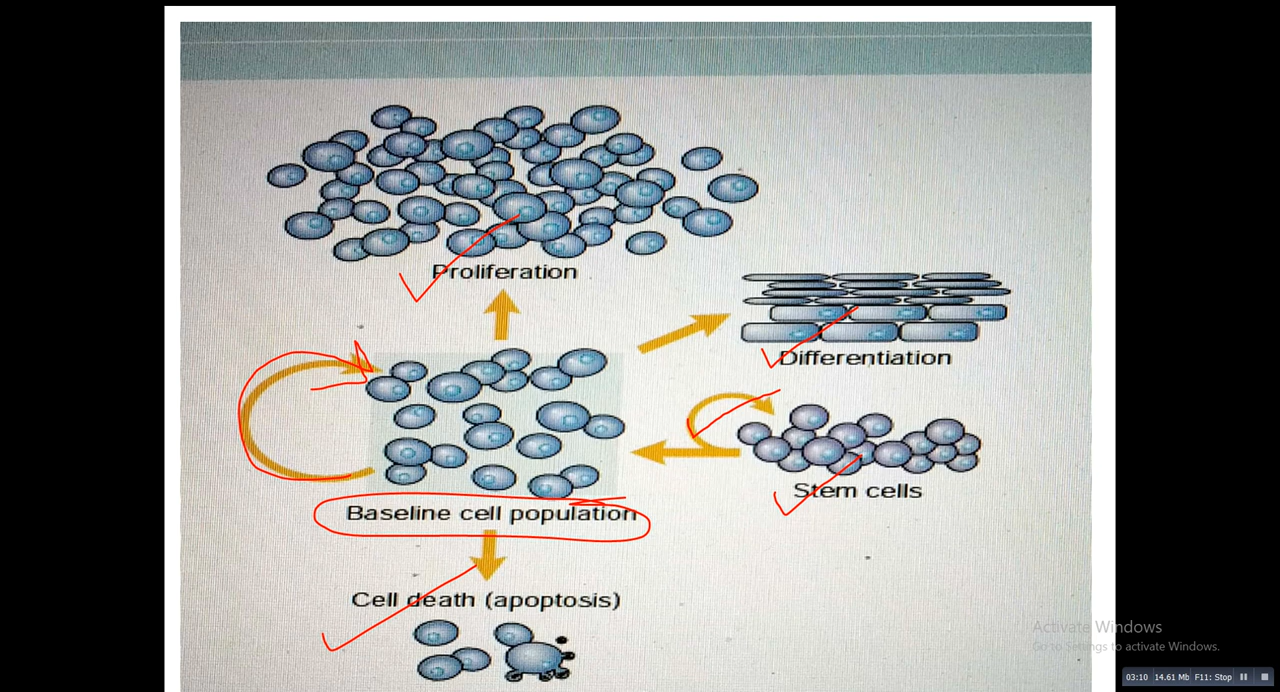 Proliferation
Differentiation
Stem cells
Baseline cell population
Cell death (apoptosis)
Activate Windows
Go to Settings to activate Windows.
03:10 14.61 Mb F11: Stop